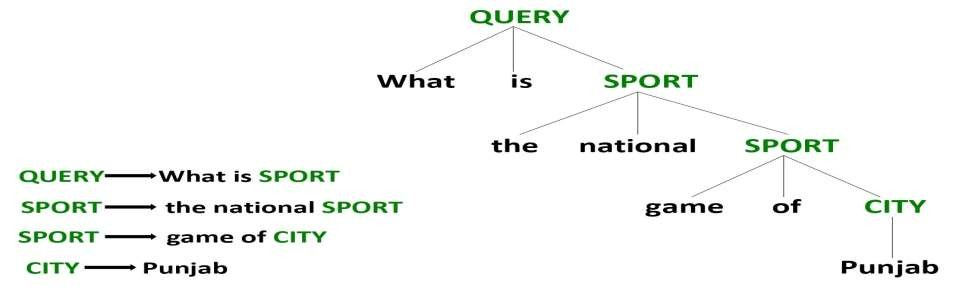 QUERY
What is SPORT
the national SPORT
game of CITY
Punjab
QUERY → What is SPORT
SPORT → the national SPORT
SPORT → game of CITY
CITY → Punjab